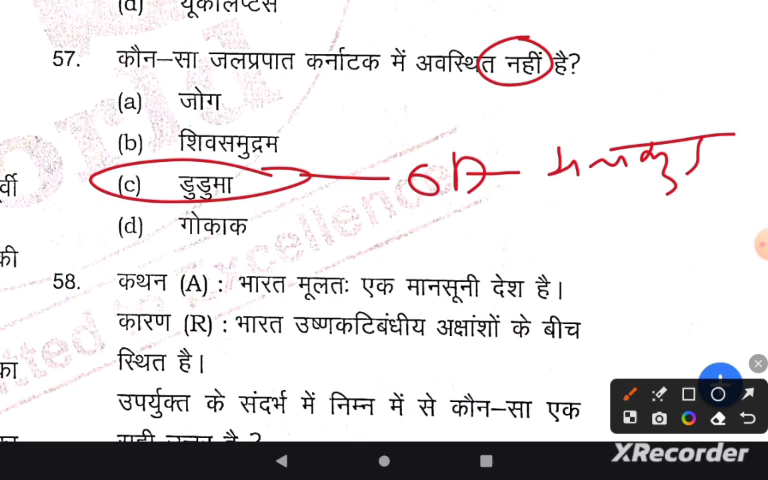 (d) यूकेलिप्टस
57. कौन–सा जलप्रपात कर्नाटक में अवस्थित नहीं है?
(a) जोग
(b) शिवसमुद्रम
(c) डुडुमा
(d) गोकाक
58. कथन (A) : भारत मूलतः एक मानसूनी देश है।
कारण (R) : भारत उष्णकटिबंधीय अक्षांशों के बीच
स्थित है।
उपर्युक्त के संदर्भ में निम्न में से कौन–सा एक
र्वी
की
XRecorder